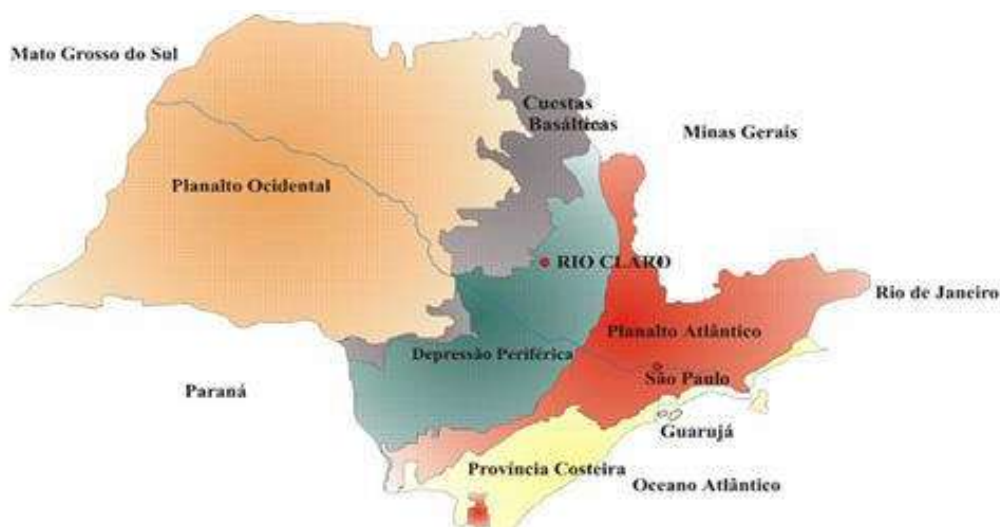 Mato Grosso do Sul
Cuestas
Basálticas
Minas Gerais
Planalto Ocidental
RIO CLARO
Rio de Janeiro
Planalto Atlântico
Depressão Periférica
São Paulo
Paraná
Guarujá
Província Costeira
Oceano Atlântico